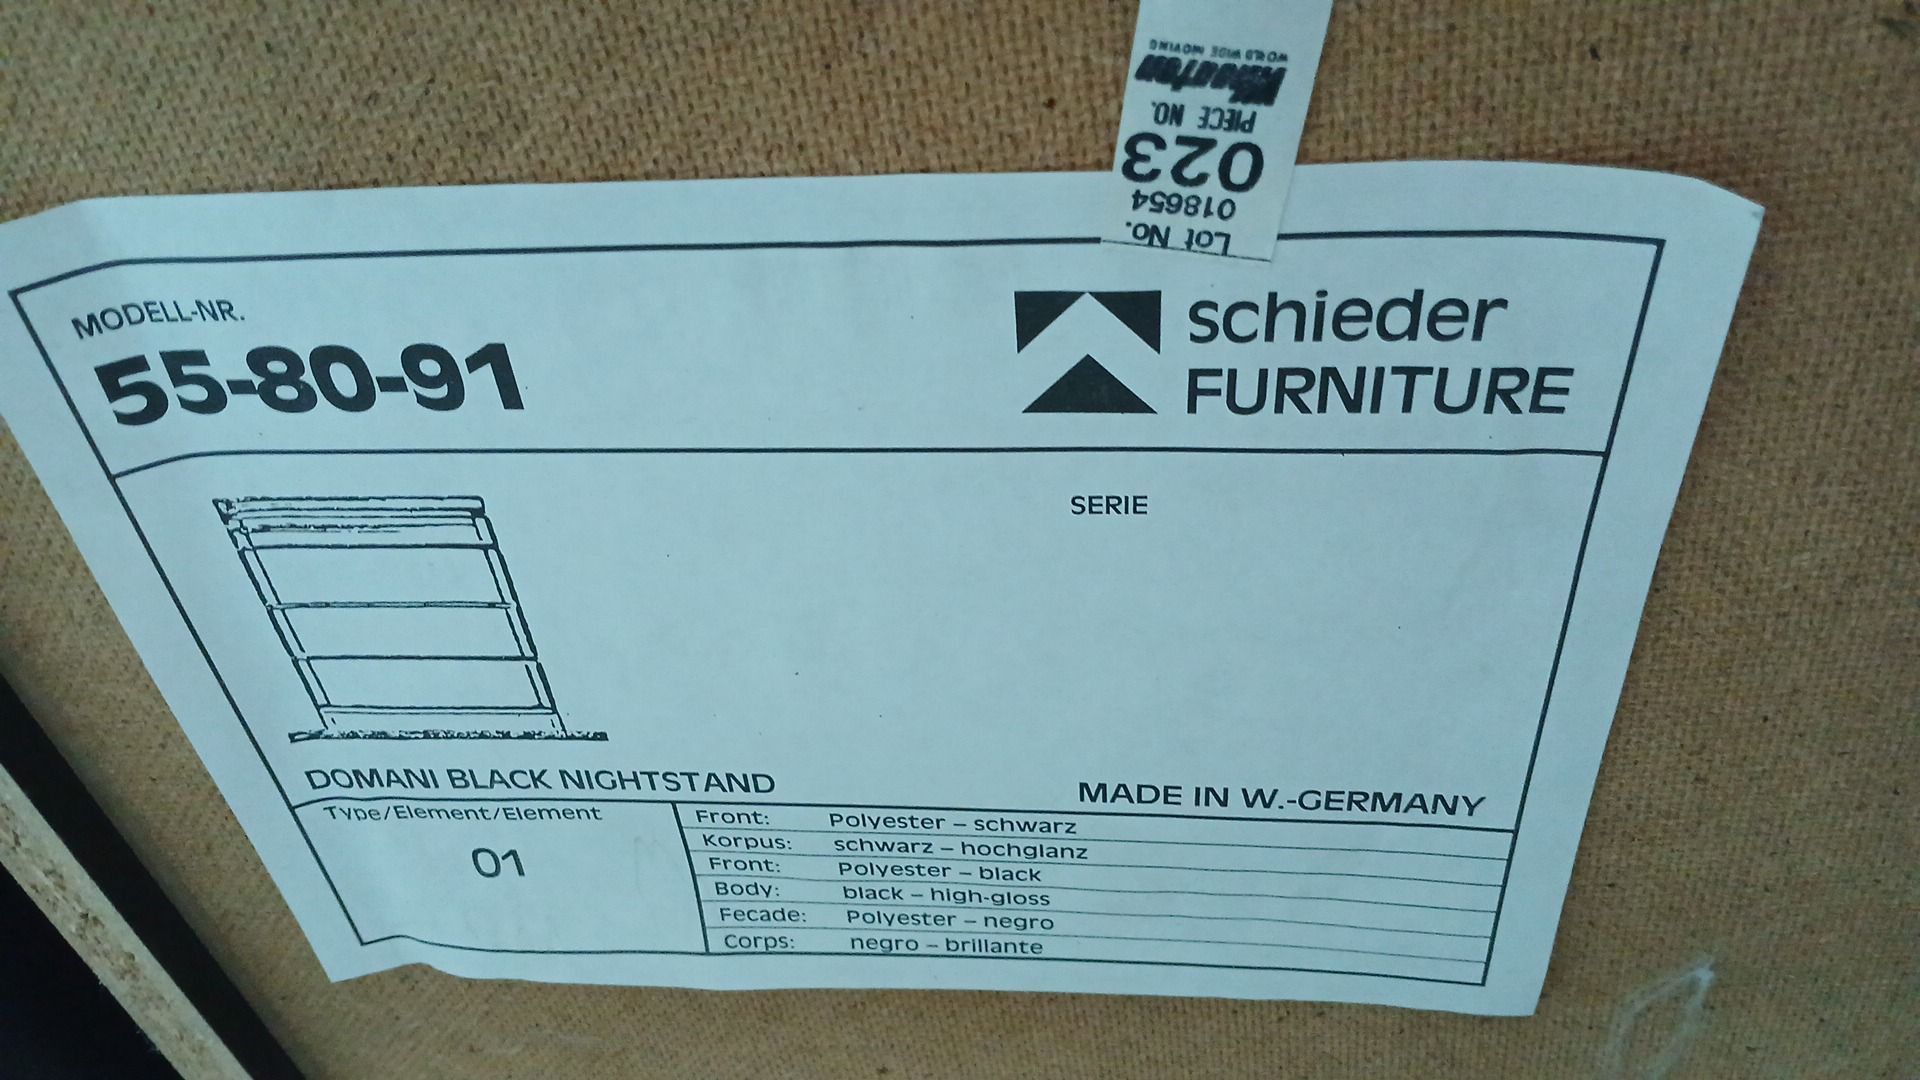 WORLD WIDE MOVING
Wheaton
PIECE NO.
023
018654
Lot No.
MODELL-NR.
55-80-91
schieder
FURNITURE
SERIE
DOMANI BLACK NIGHTSTAND
MADE IN W.-GERMANY
Type/Element/Element
01
Front: Polyester – schwarz
Korpus: schwarz – hochglanz
Front: Polyester – black
Body: black – high-gloss
Fecade: Polyester – negro
Corps: negro – brillante